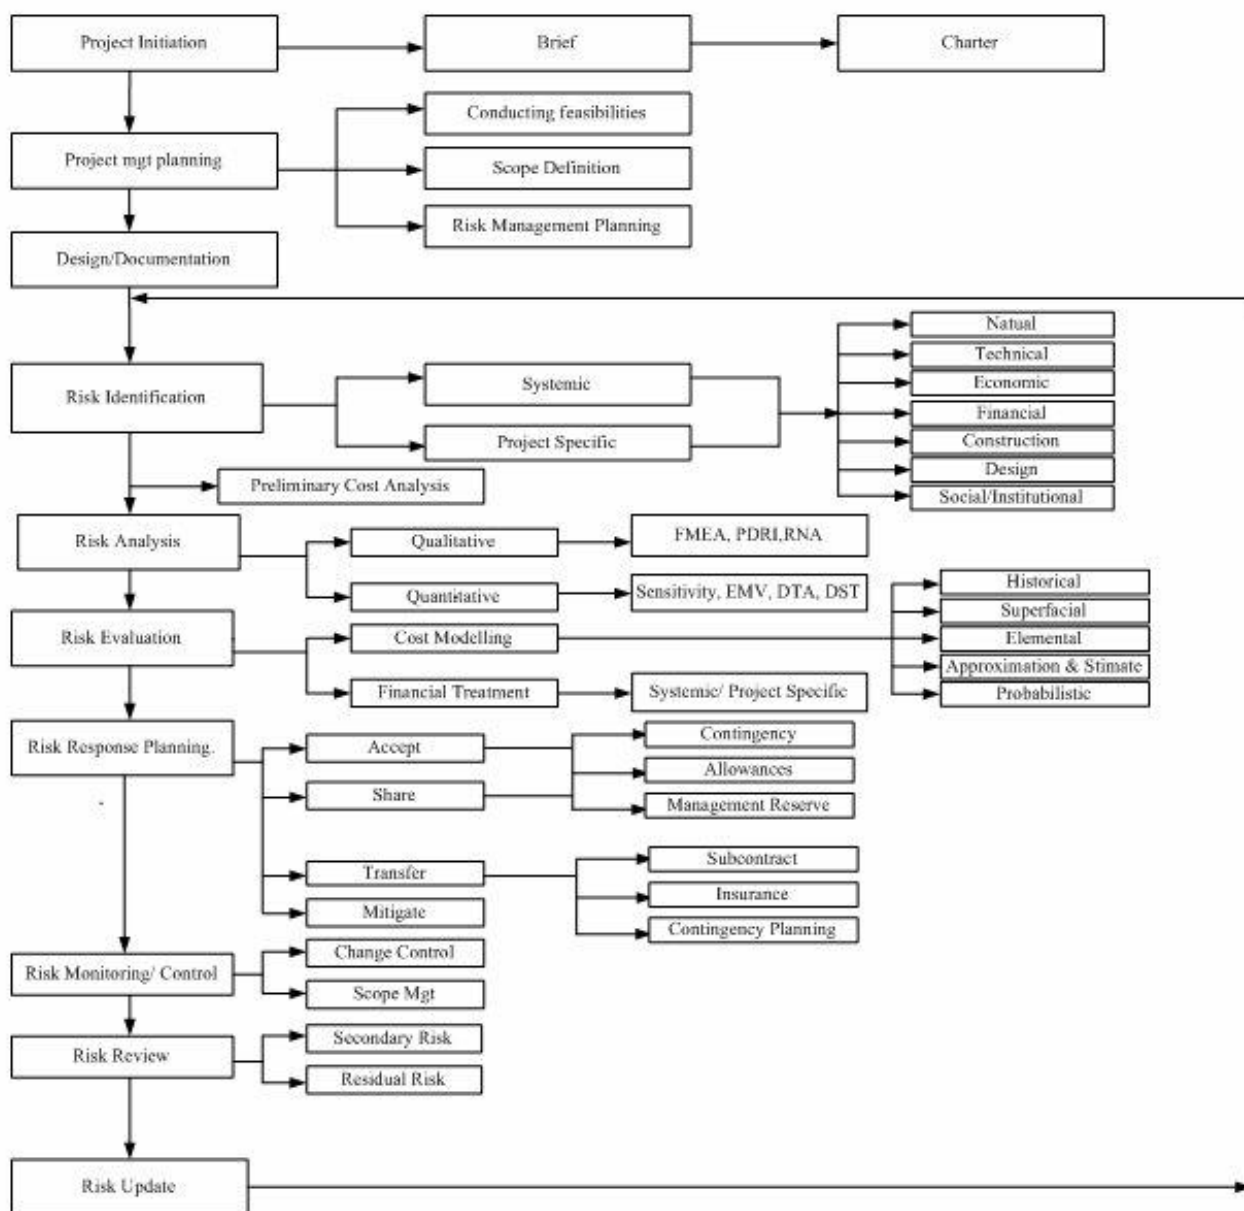 Project Initiation
Brief
Charter
Conducting feasibilities
Project mgt planning
Scope Definition
Risk Management Planning
Design/Documentation
Natual
Technical
Systemic
Economic
Risk Identification
Financial
Project Specific
Construction
Design
Preliminary Cost Analysis
Social/Institutional
Risk Analysis
Qualitative
FMEA, PDRI,RNA
Quantitative
Sensitivity, EMV, DTA, DST
Historical
Superfacial
Risk Evaluation
Cost Modelling
Elemental
Approximation & Stimate
Financial Treatment
Systemic/ Project Specific
Probabilistic
Risk Response Planning.
Accept
Contingency
Allowances
Share
Management Reserve
Subcontract
Transfer
Insurance
Mitigate
Contingency Planning
Change Control
Risk Monitoring/ Control
Scope Mgt
Secondary Risk
Risk Review
Residual Risk
Risk Update